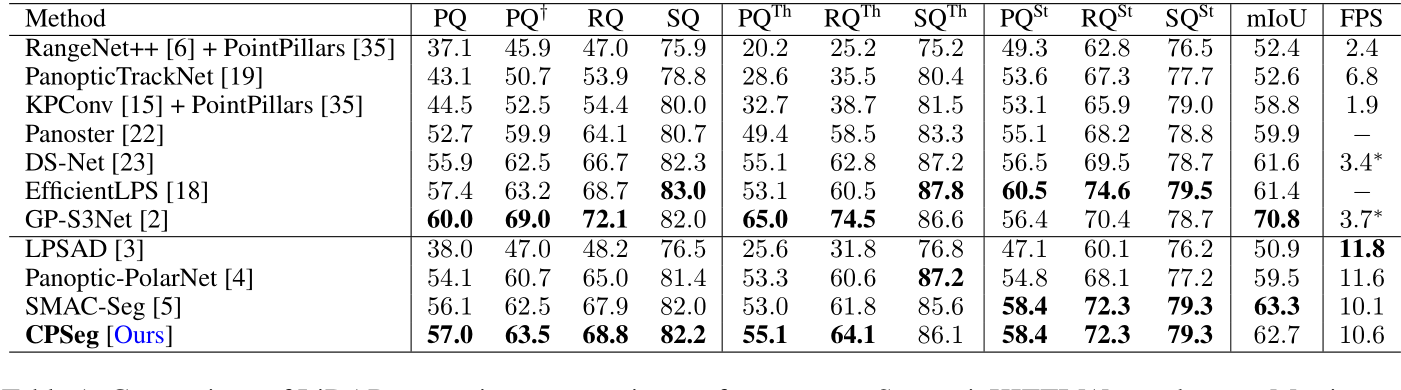 Method PQ PQ† RQ SQ PQTh RQTh SQTh PQSt RQSt SQSt mIoU FPS
RangeNet++ [6] + PointPillars [35] 37.1 45.9 47.0 75.9 20.2 25.2 75.2 49.3 62.8 76.5 52.4 2.4
PanopticTrackNet [19] 43.1 50.7 53.9 78.8 28.6 35.5 80.4 53.6 67.3 77.7 52.6 6.8
KPConv [15] + PointPillars [35] 44.5 52.5 54.4 80.0 32.7 38.7 81.5 53.1 65.9 79.0 58.8 1.9
Panoster [22] 52.7 59.9 64.1 80.7 49.4 58.5 83.3 55.1 68.2 78.8 59.9 −
DS-Net [23] 55.9 62.5 66.7 82.3 55.1 62.8 87.2 56.5 69.5 78.7 61.6 3.4*
EfficientLPS [18] 57.4 63.2 68.7 83.0 53.1 60.5 87.8 60.5 74.6 79.5 61.4 −
GP-S3Net [2] 60.0 69.0 72.1 82.0 65.0 74.5 86.6 56.4 70.4 78.7 70.8 3.7*
LPSAD [3] 38.0 47.0 48.2 76.5 25.6 31.8 76.8 47.1 60.1 76.2 50.9 11.8
Panoptic-PolarNet [4] 54.1 60.7 65.0 81.4 53.3 60.6 87.2 54.8 68.1 77.2 59.5 11.6
SMAC-Seg [5] 56.1 62.5 67.9 82.0 53.0 61.8 85.6 58.4 72.3 79.3 63.3 10.1
CPSeg [Ours] 57.0 63.5 68.8 82.2 55.1 64.1 86.1 58.4 72.3 79.3 62.7 10.6